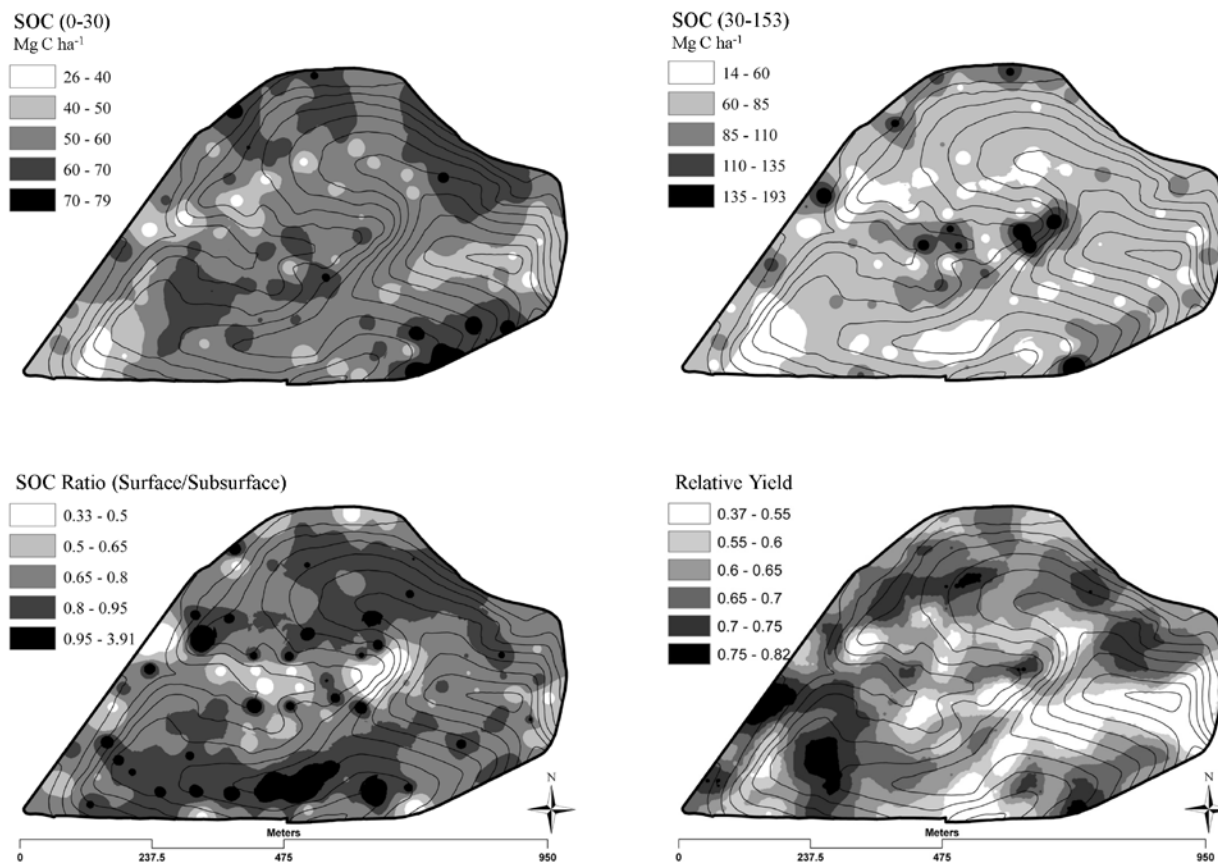 SOC (0-30)
Mg C ha-1
26 - 40
40 - 50
50 - 60
60 - 70
70 - 79
SOC (30-153)
Mg C ha-1
14 - 60
60 - 85
85 - 110
110 - 135
135 - 193
SOC Ratio (Surface/Subsurface)
0.33 - 0.5
0.5 - 0.65
0.65 - 0.8
0.8 - 0.95
0.95 - 3.91
N
Meters
0 237.5 475 950
Relative Yield
0.37 - 0.55
0.55 - 0.6
0.6 - 0.65
0.65 - 0.7
0.7 - 0.75
0.75 - 0.82
N
Meters
0 237.5 475 950